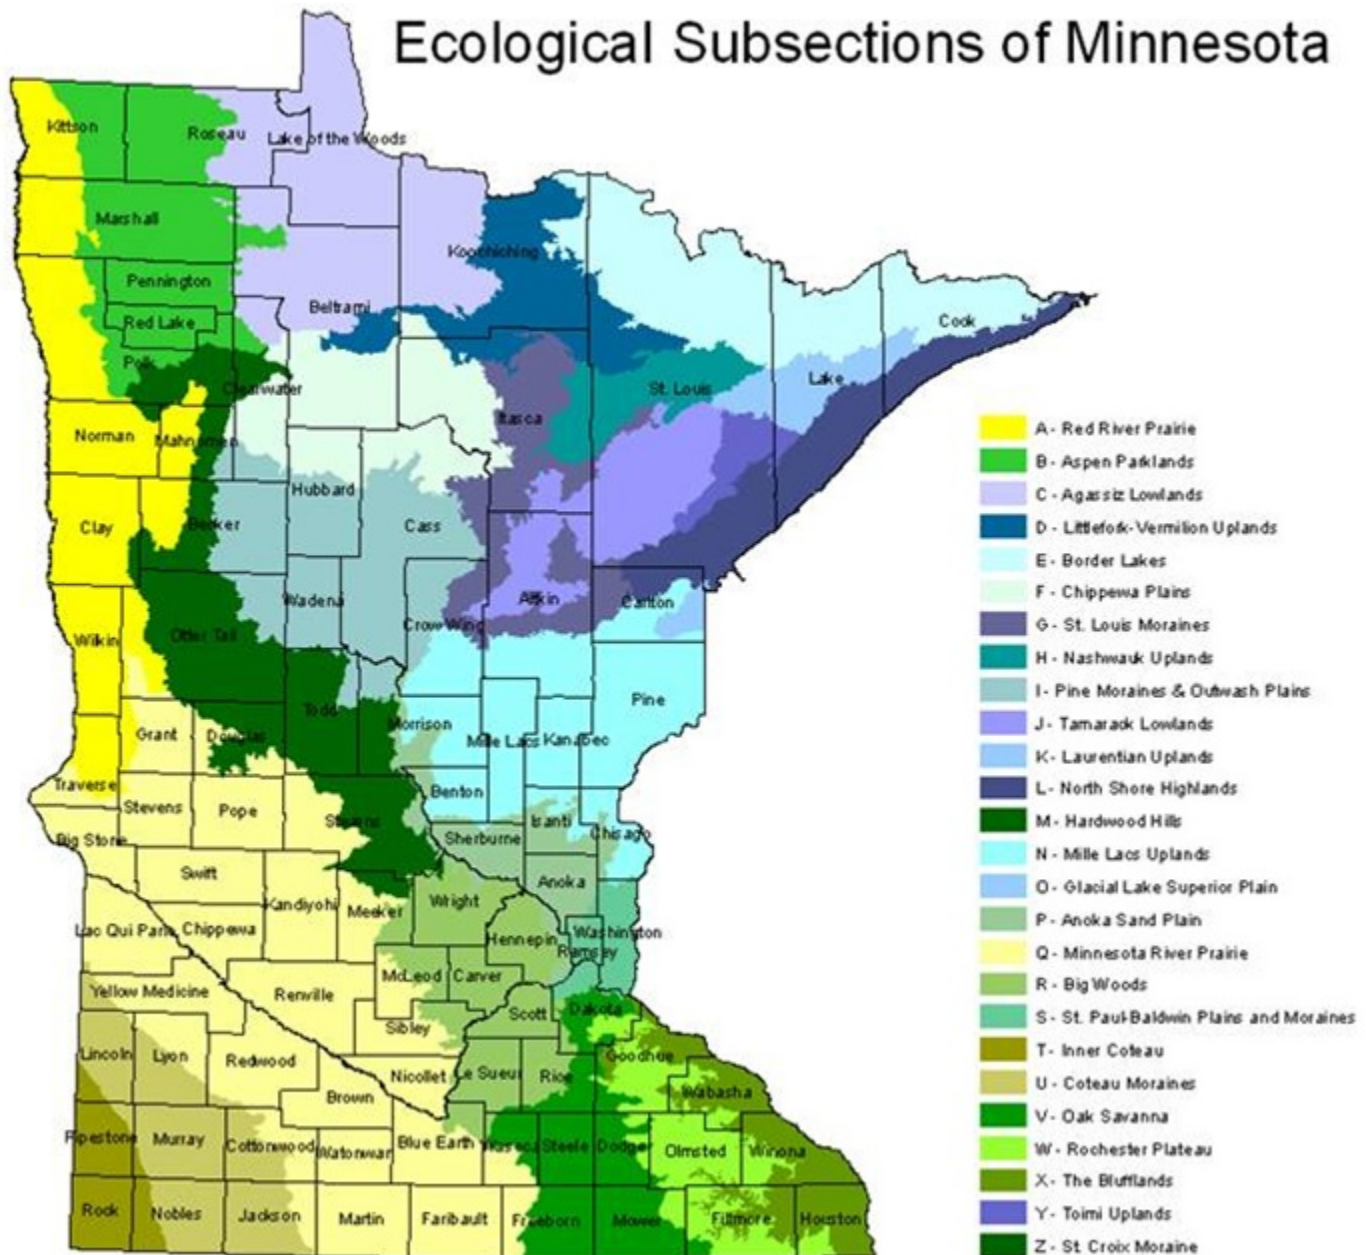 Ecological Subsections of Minnesota
Kittson
Roseau
Lake of the Woods
Marshall
Koochiching
Pennington
Beltrami
Red Lake
Cook
Polk
Clearwater
St. Louis
Lake
Itasca
Norman
Mahnomen
Hubbard
Clay
Becker
Cass
Wadena
Aitkin
Carlton
Crow Wing
Wilkin
Otter Tail
Pine
Todd
Morrison
Grant
Douglas
Mille Lacs
Kanabec
Traverse
Stevens
Pope
Benton
Stearns
Isanti
Chisago
Big Stone
Sherburne
Swift
Anoka
Kandiyohi
Meeker
Wright
Lac Qui Parle
Chippewa
Hennepin
Washington
Ramsey
McLeod
Carver
Yellow Medicine
Renville
Scott
Dakota
Sibley
Lincoln
Lyon
Redwood
Nicollet
Le Sueur
Rice
Goodhue
Brown
Wabasha
Pipestone
Murray
Cottonwood
Watonwan
Blue Earth
Waseca
Steele
Dodge
Olmsted
Winona
Rock
Nobles
Jackson
Martin
Faribault
Freeborn
Mower
Fillmore
Houston
A - Red River Prairie
B - Aspen Parklands
C - Agassiz Lowlands
D - Littlefork-Vermilion Uplands
E - Border Lakes
F - Chippewa Plains
G - St. Louis Moraines
H - Nashwauk Uplands
I - Pine Moraines & Outwash Plains
J - Tamarack Lowlands
K - Laurentian Uplands
L - North Shore Highlands
M - Hardwood Hills
N - Mille Lacs Uplands
O - Glacial Lake Superior Plain
P - Anoka Sand Plain
Q - Minnesota River Prairie
R - Big Woods
S - St. Paul-Baldwin Plains and Moraines
T - Inner Coteau
U - Coteau Moraines
V - Oak Savanna
W - Rochester Plateau
X - The Blufflands
Y - Toimi Uplands
Z - St. Croix Moraine